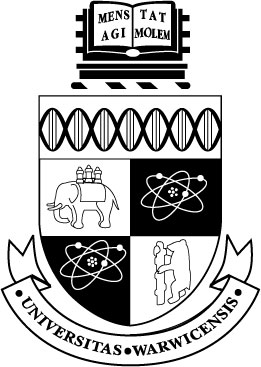 MENS TAT
AGI MOLEM
UNIVERSITAS • WARWICENSIS